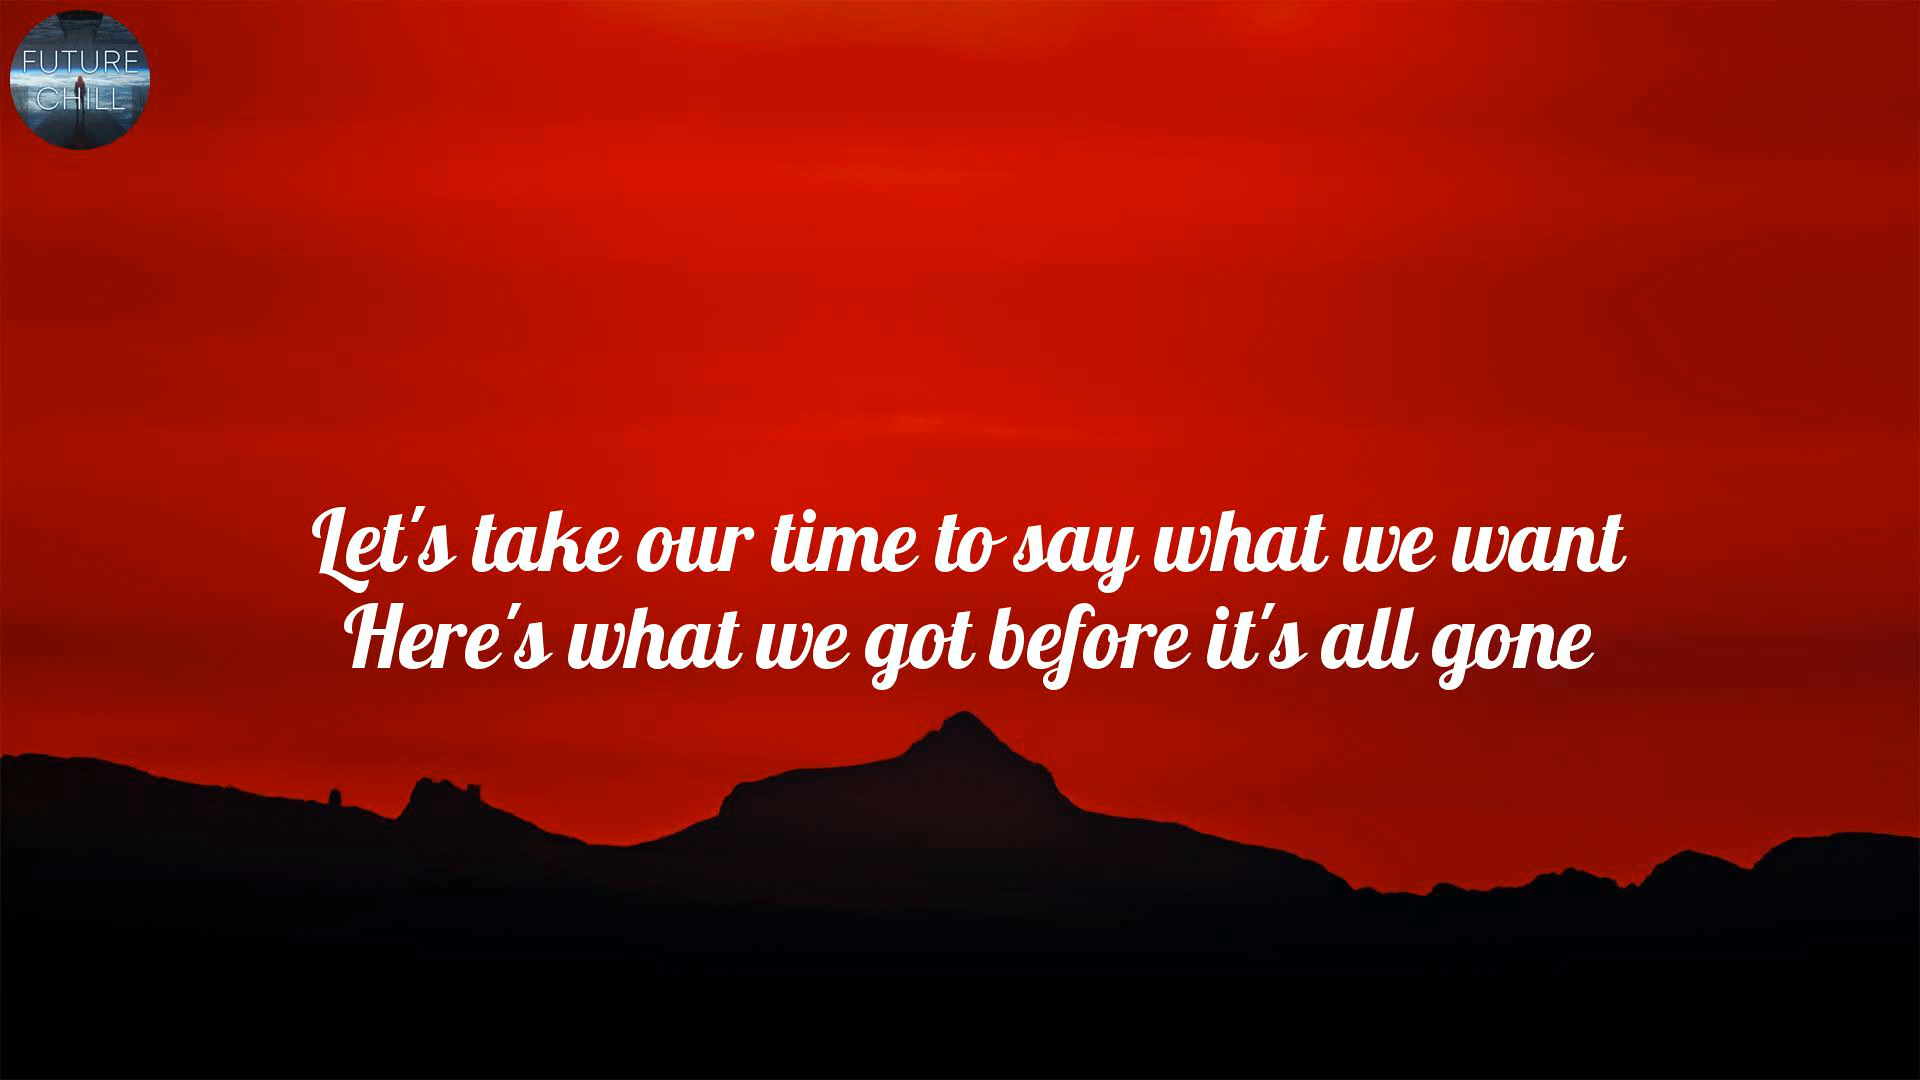 FUTURE
CHILL
Let's take our time to say what we want
Here's what we got before it's all gone